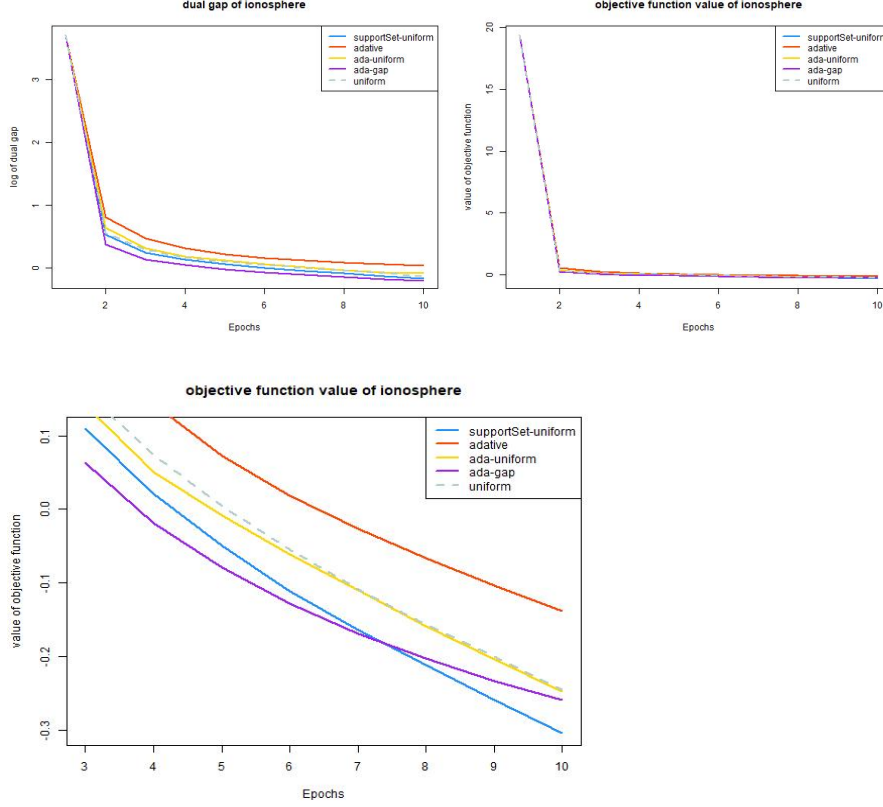 dual gap of ionosphere
supportSet-uniform
adative
ada-uniform
ada-gap
uniform
log of dual gap
3
2
1
0
2
4
6
8
10
Epochs
objective function value of ionosphere
supportSet-uniform
adative
ada-uniform
ada-gap
uniform
value of objective function
20
15
10
5
0
2
4
6
8
10
Epochs
objective function value of ionosphere
supportSet-uniform
adative
ada-uniform
ada-gap
uniform
value of objective function
0.1
0.0
-0.1
-0.2
-0.3
3
4
5
6
7
8
9
10
Epochs